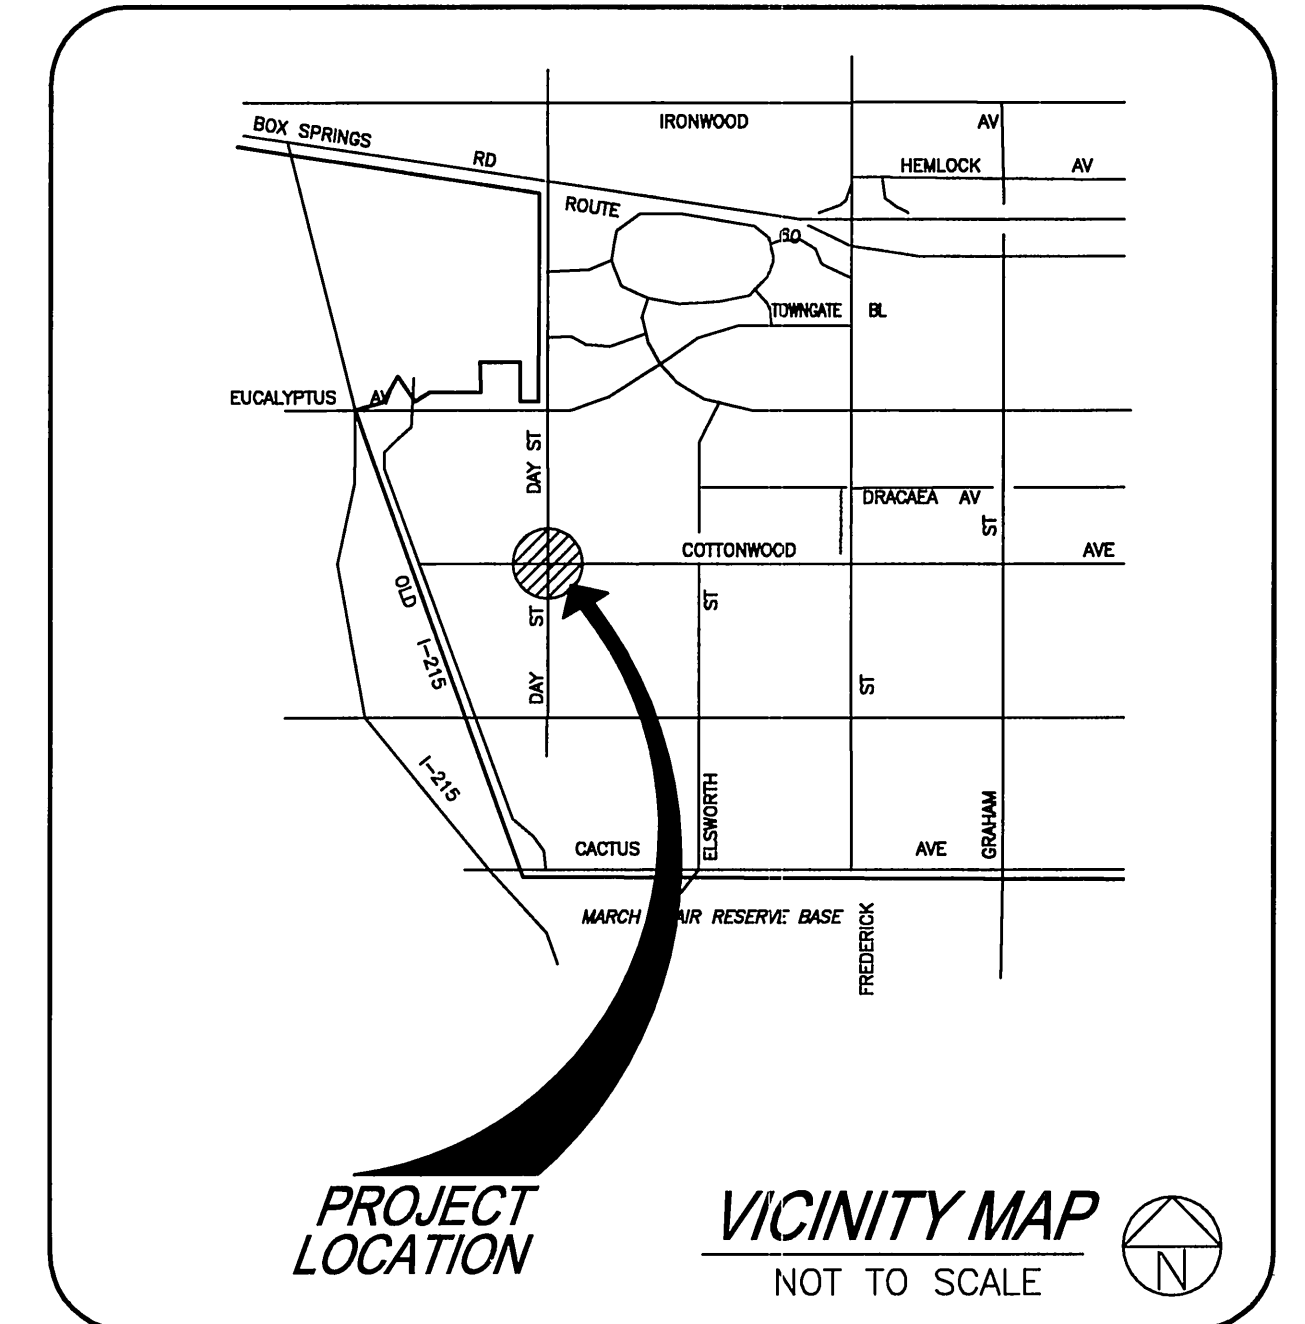 IRONWOOD AV
BOX SPRINGS RD
HEMLOCK AV
ROUTE 60
TOWNGATE BL
EUCALYPTUS AV
DAY ST
DRACAEA AV
ST
COTTONWOOD AVE
OLD I-215
ST
ST
DAY
ST
I-215
ELSWORTH
GRAHAM
CACTUS AVE
MARCH AIR RESERVE BASE
FREDERICK
PROJECT
LOCATION
VICINITY MAP
NOT TO SCALE
N